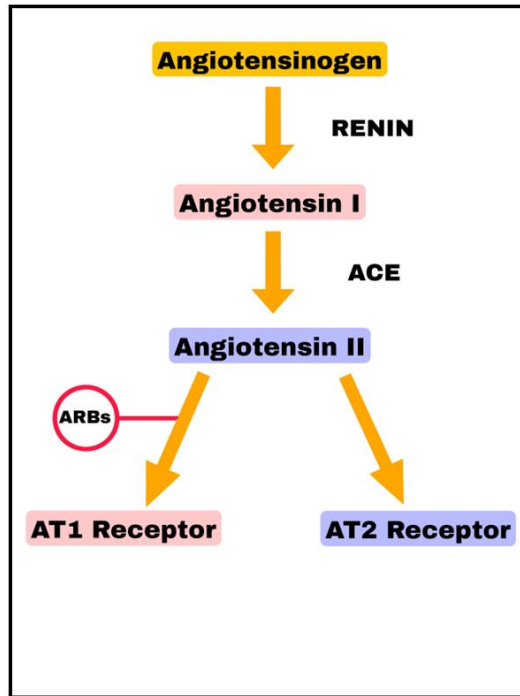 Angiotensinogen
RENIN
Angiotensin I
ACE
Angiotensin II
ARBs
AT1 Receptor
AT2 Receptor